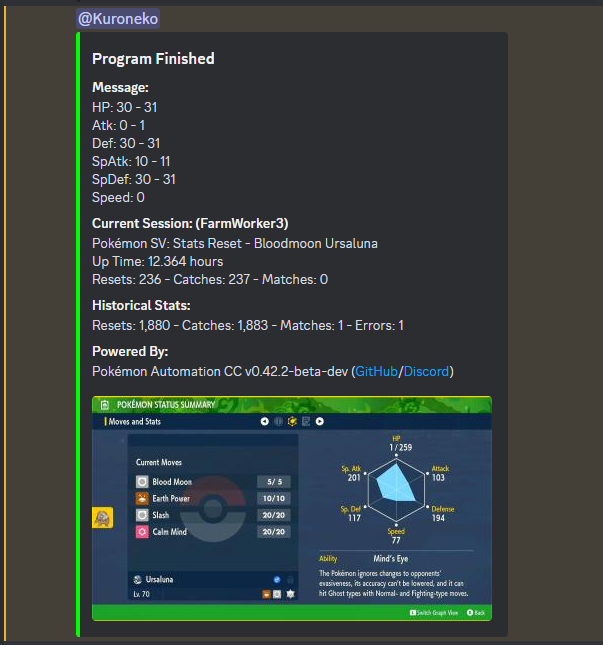 @Kuroneko
Program Finished
Message:
HP: 30 - 31
Atk: 0 - 1
Def: 30 - 31
SpAtk: 10 - 11
SpDef: 30 - 31
Speed: 0
Current Session: (FarmWorker3)
Pokémon SV: Stats Reset - Bloodmoon Ursaluna
Up Time: 12.364 hours
Resets: 236 - Catches: 237 - Matches: 0
Historical Stats:
Resets: 1,880 - Catches: 1,883 - Matches: 1 - Errors: 1
Powered By:
Pokémon Automation CC v0.42.2-beta-dev (GitHub/Discord)
POKÉMON STATUS SUMMARY
Moves and Stats
Current Moves
Blood Moon 5/ 5
Earth Power 10/10
Slash 20/20
Calm Mind 20/20
Ursaluna
Lv. 70
HP
1/ 259
Sp. Atk
201
Attack
103
Sp. Def
117
Defense
194
Speed
77
Ability Mind's Eye
The Pokémon ignores changes to opponents'
evasiveness, its accuracy can't be lowered, and it can
hit Ghost types with Normal- and Fighting-type moves.
L Switch Graph View B Back